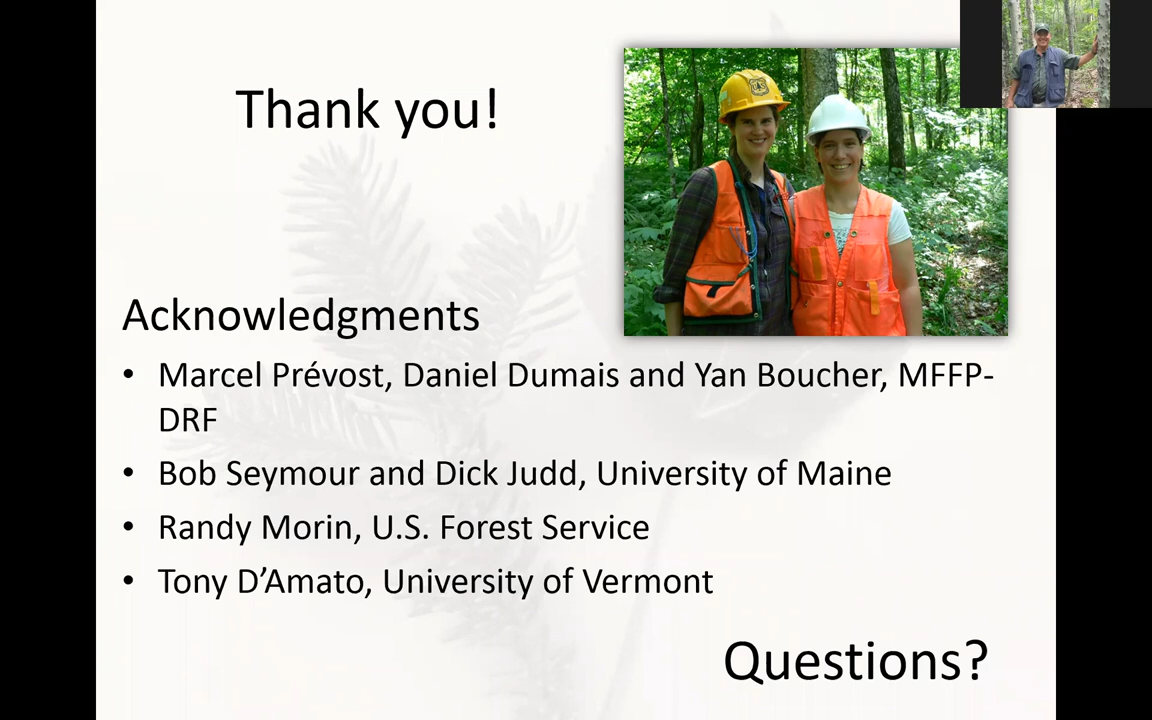 Thank you!
Acknowledgments
• Marcel Prévost, Daniel Dumais and Yan Boucher, MFFP-
DRF
• Bob Seymour and Dick Judd, University of Maine
• Randy Morin, U.S. Forest Service
• Tony D’Amato, University of Vermont
Questions?